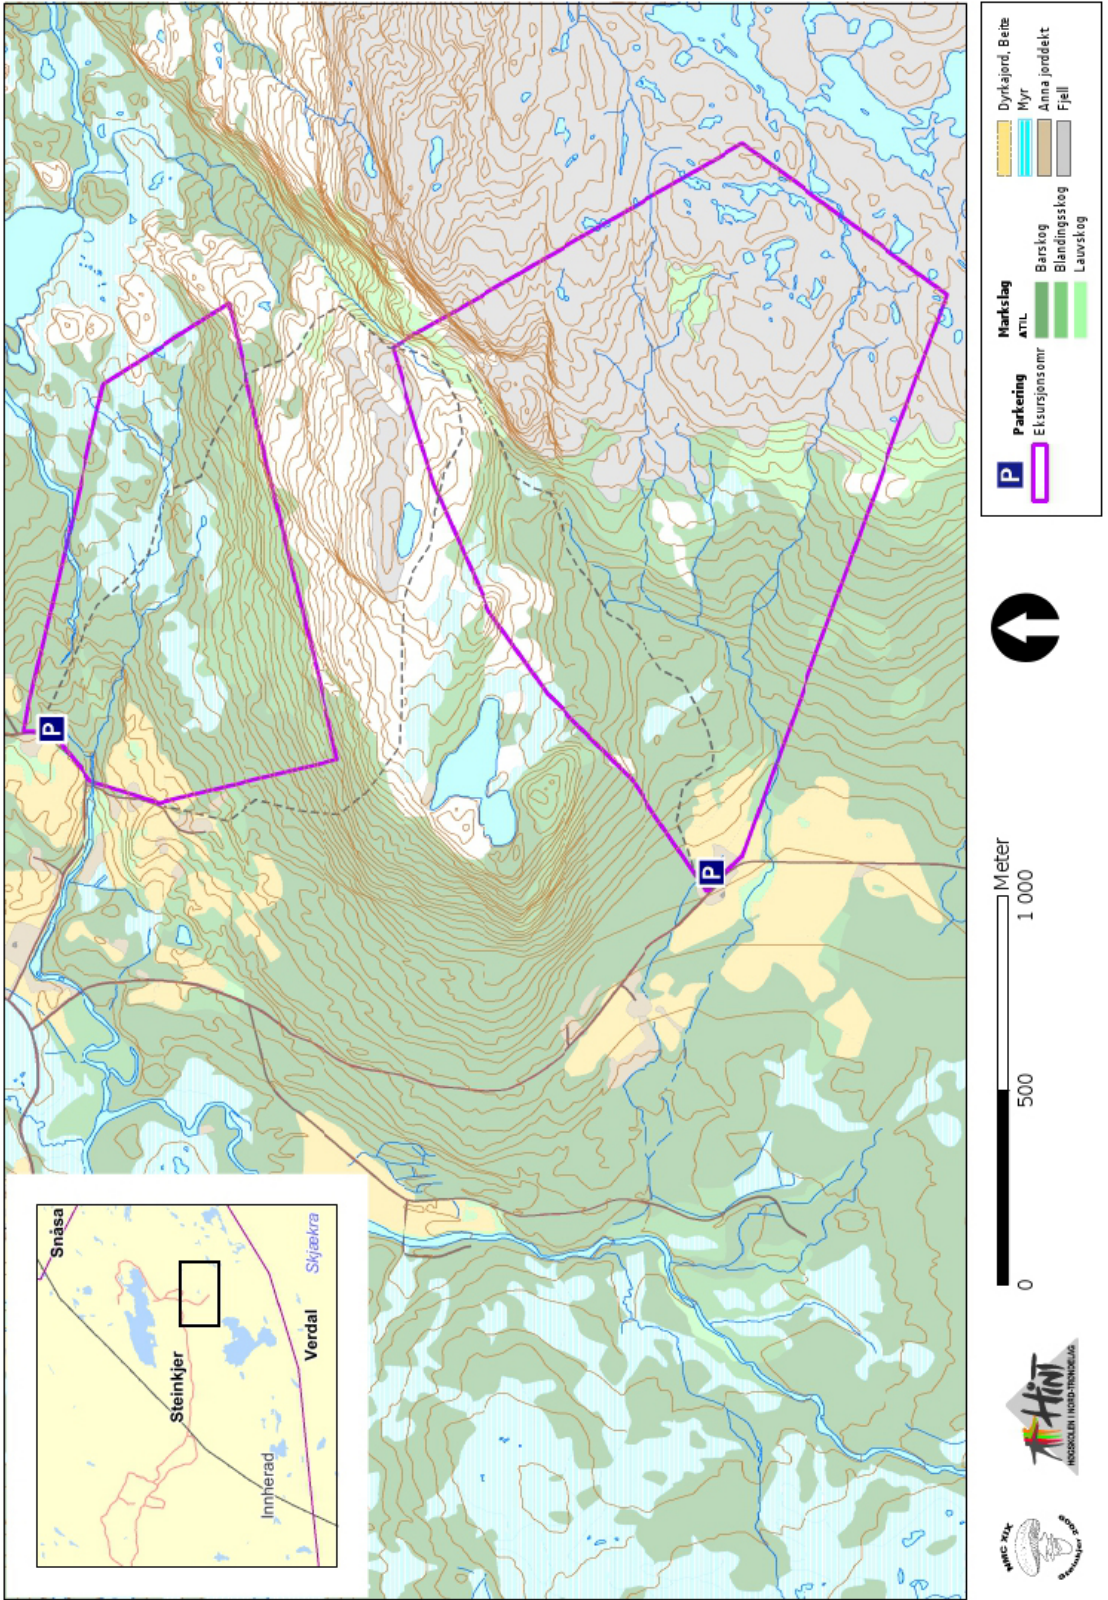 Snåsa
Steinkjer
Skjækra
Verdal
Innherad
P
P
NMC XIX
Steinkjer 2009
HINT
HØGSKOLEN I NORD-TRØNDELAG
0
500
1 000
Meter
P
Parkering
Eksursjonsomr
Markslag
ATIL
Barskog
Blandingsskog
Lauvskog
Dyrkajord, Beite
Myr
Anna jorddekt
Fjell